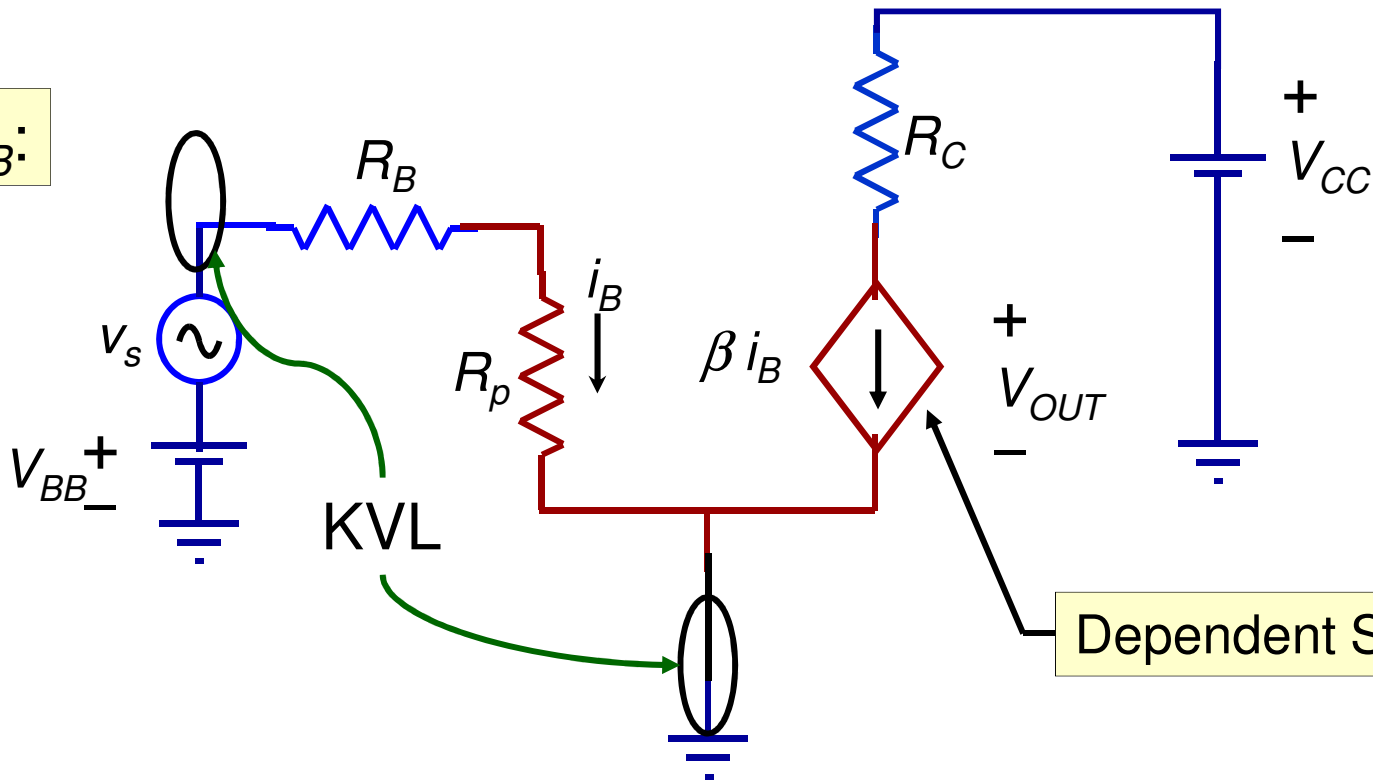 B:
R_B
R_C
+
V_CC
–
i_B
v_s
R_p
β i_B
+
V_OUT
–
V_BB
+
–
KVL
Dependent S